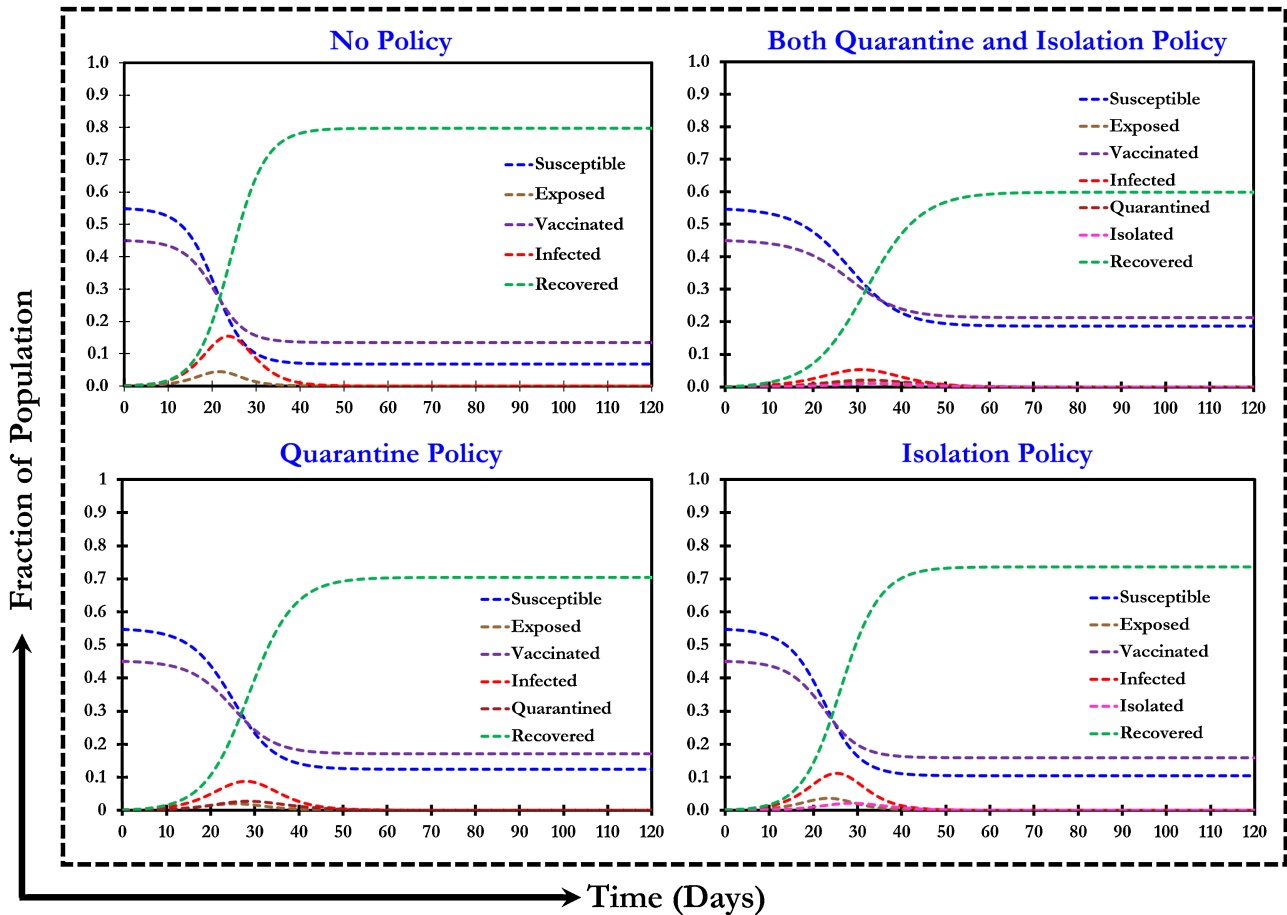 No Policy
1.0
0.9
0.8
0.7
0.6
0.5
0.4
0.3
0.2
0.1
0.0
0 10 20 30 40 50 60 70 80 90 100 110 120
Susceptible
Exposed
Vaccinated
Infected
Recovered
Both Quarantine and Isolation Policy
1.0
0.9
0.8
0.7
0.6
0.5
0.4
0.3
0.2
0.1
0.0
0 10 20 30 40 50 60 70 80 90 100 110 120
Susceptible
Exposed
Vaccinated
Infected
Quarantined
Isolated
Recovered
Quarantine Policy
1
0.9
0.8
0.7
0.6
0.5
0.4
0.3
0.2
0.1
0
0 10 20 30 40 50 60 70 80 90 100 110 120
Susceptible
Exposed
Vaccinated
Infected
Quarantined
Recovered
Isolation Policy
1.0
0.9
0.8
0.7
0.6
0.5
0.4
0.3
0.2
0.1
0
0 10 20 30 40 50 60 70 80 90 100 110 120
Susceptible
Exposed
Vaccinated
Infected
Isolated
Recovered
Fraction of Population
Time (Days)